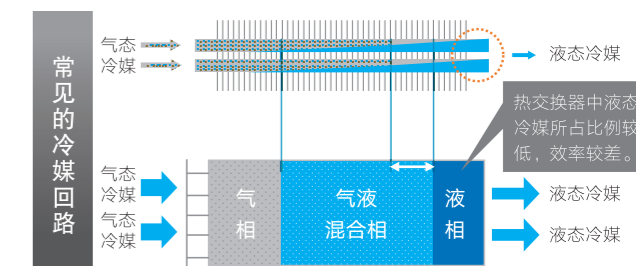 常见的冷媒回路
气态
冷媒
液态冷媒
热交换器中液态
冷媒所占比例较
低，效率较差。
气态
冷媒
气态
冷媒
气
相
气液
混合相
液
相
液态冷媒
液态冷媒